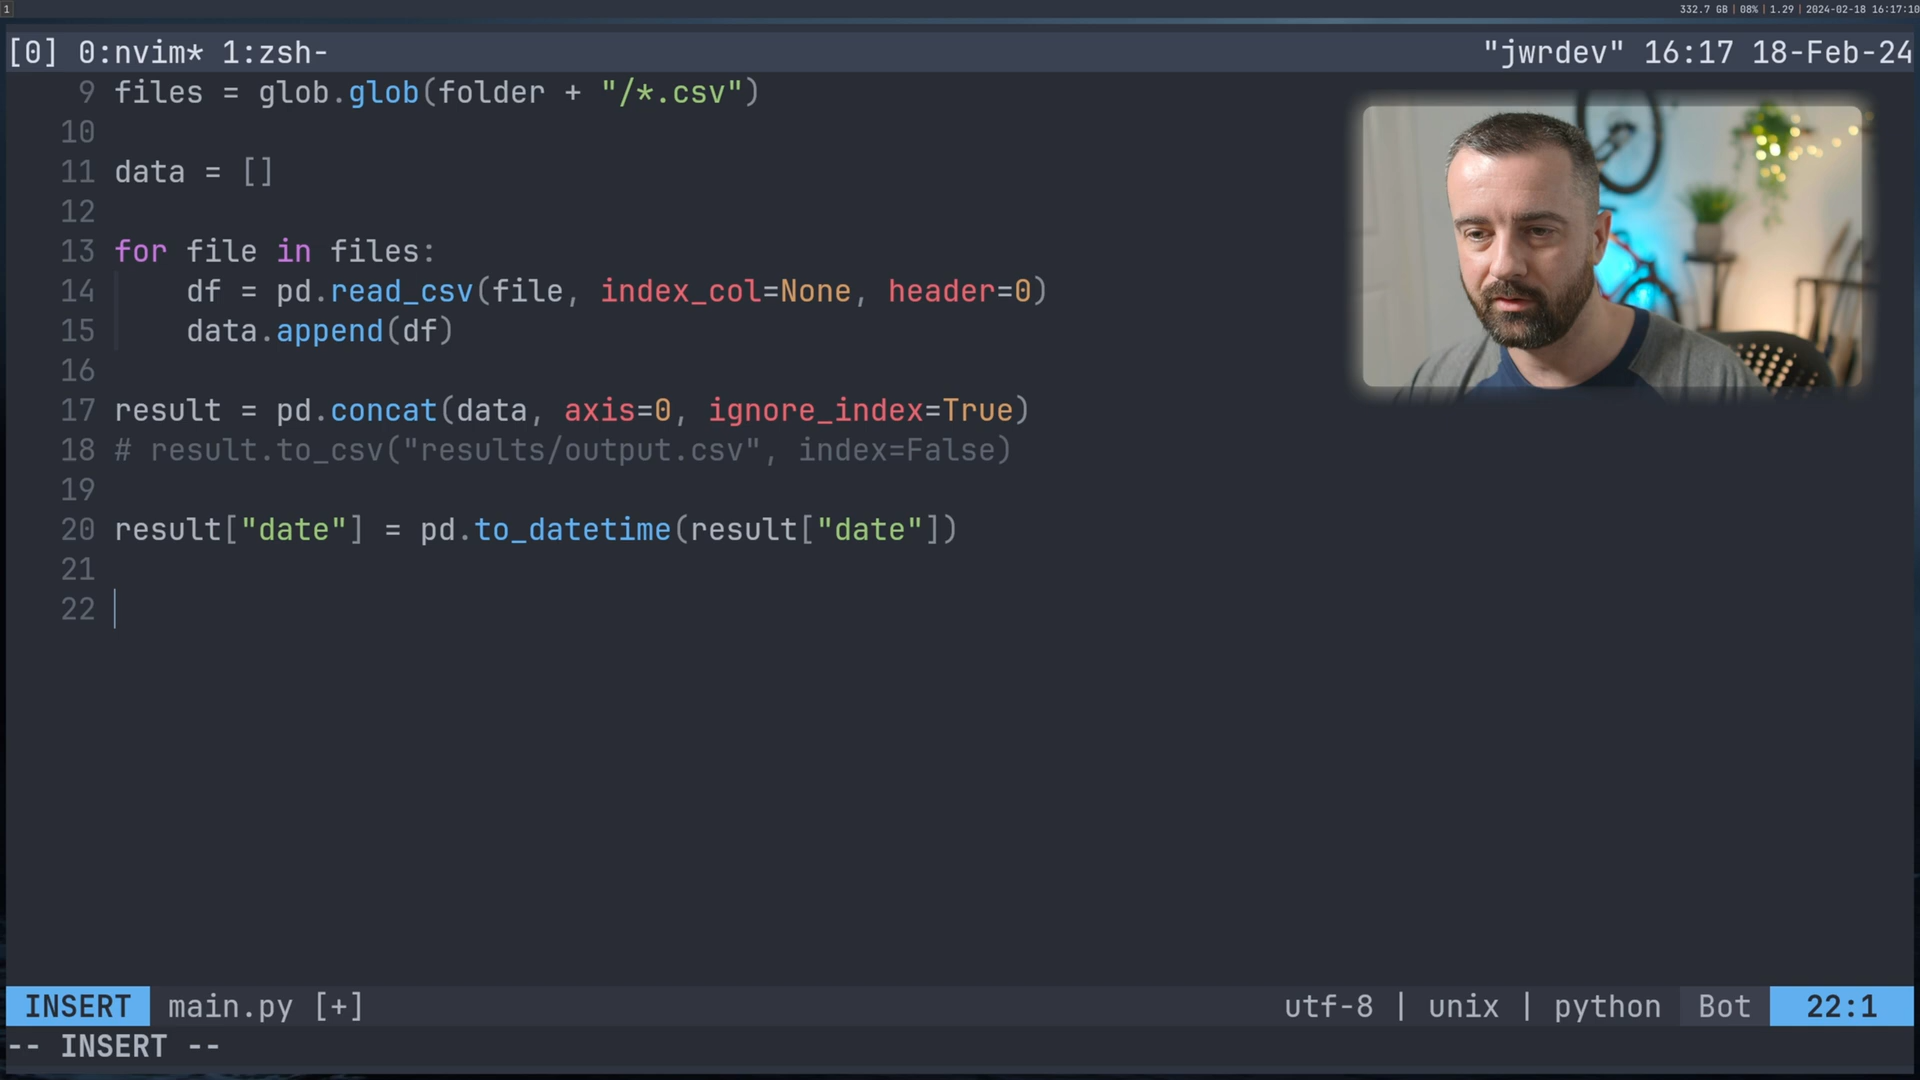 1
332.7 GB | 08% | 1.29 | 2024-02-18 16:17:10
[0] 0:nvim* 1:zsh-
"jwrdev" 16:17 18-Feb-24
9 files = glob.glob(folder + "/*.csv")
10
11 data = []
12
13 for file in files:
14     df = pd.read_csv(file, index_col=None, header=0)
15     data.append(df)
16
17 result = pd.concat(data, axis=0, ignore_index=True)
18 # result.to_csv("results/output.csv", index=False)
19
20 result["date"] = pd.to_datetime(result["date"])
21
22
INSERT main.py [+]
utf-8 | unix | python Bot 22:1
-- INSERT --